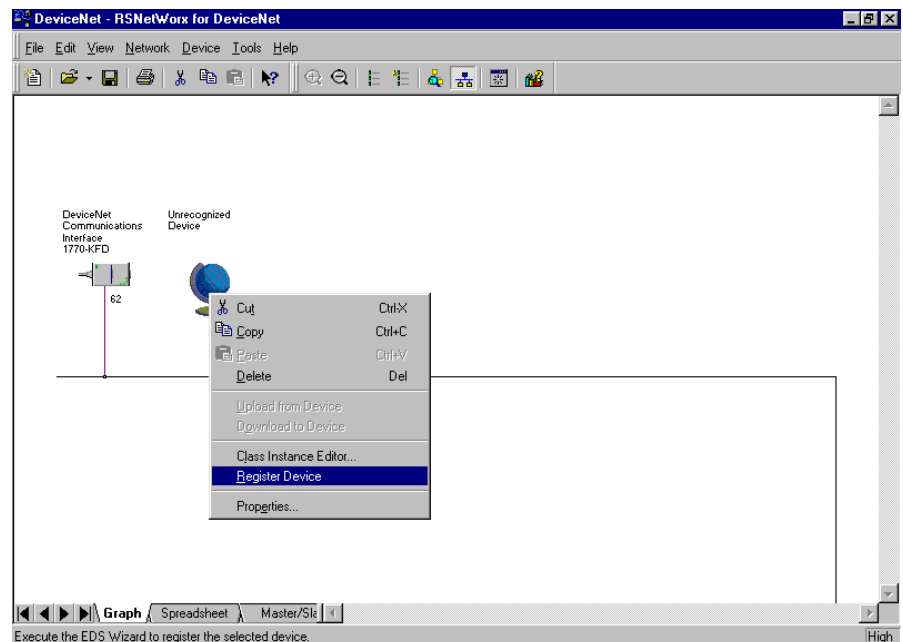 DeviceNet - RSNetWorx for DeviceNet
File Edit View Network Device Tools Help
DeviceNet
Communications
Interface
1770-KFD
Unrecognized
Device
62
Cut Ctrl-X
Copy Ctrl+C
Paste Ctrl+V
Delete Del
Upload from Device
Download to Device
Class Instance Editor...
Register Device
Properties...
Graph Spreadsheet Master/Sla
Execute the EDS Wizard to register the selected device. High